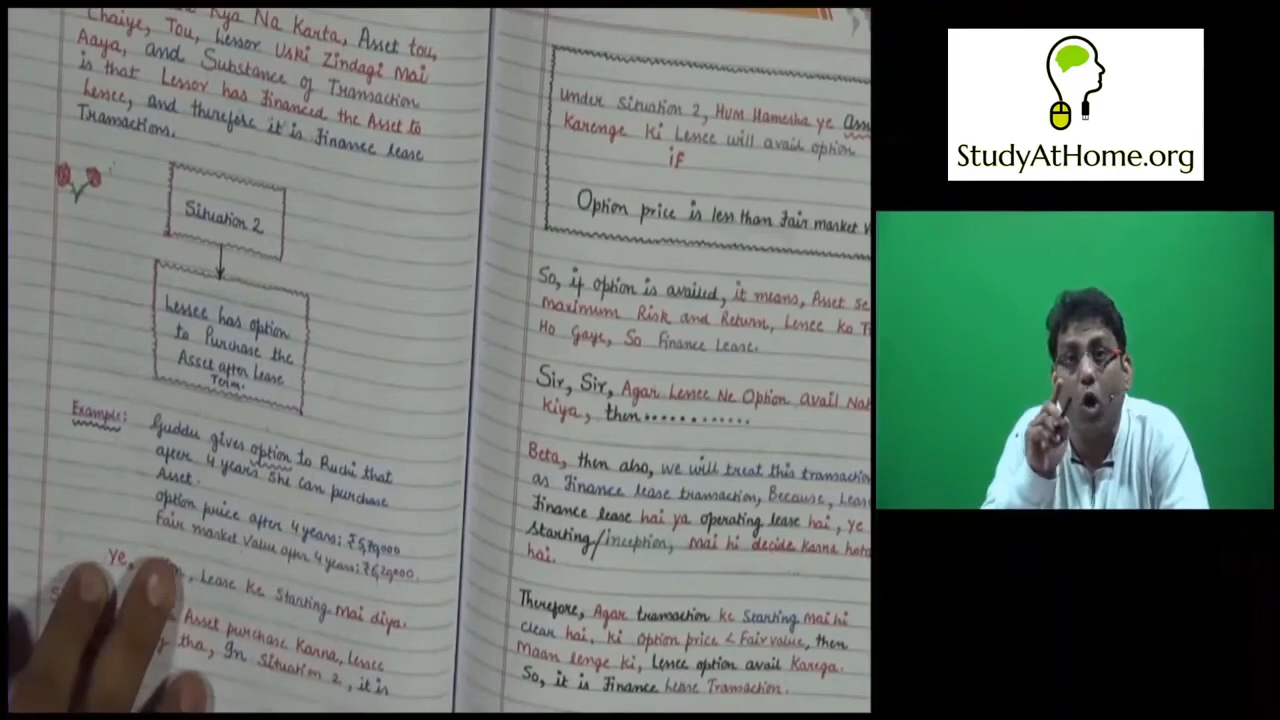 Kya Na Karta, Asset tou,
Chaiye, Tou, Lessor Uski Zindagi Mai
Aaya, and Substance of Transaction
is that Lessor has Financed the Asset to
Lessee, and therefore it is Finance lease
Transactions.
Situation 2
Lessee has option
to Purchase the
Asset after Lease
Term.
Example: Guddu gives option to Ruchi that
after 4 years she can purchase
Asset.
option price after 4 years: ₹5,70,000
Fair market Value after 4 years: ₹6,20,000.
ye, Lease Ke Starting Mai diya.
Asset purchase Karna, Lessee
tha, In Situation 2, it is
under situation 2, Hum Hamesha ye
Karenge Ki Lessee will avail option
if
Option price is less than Fair market
So, if option is availed, it means, Asset se
maximum Risk and Return, Lessee Ko
Ho Gaye, So Finance Lease.
Sir, Sir, Agar Lessee Ne Option Avail
Kiya, then............
Beta, then also, we will treat this transaction
as Finance lease transaction, Because,
Finance lease hai ya operating lease hai, ye
Starting/inception, Mai hi decide Karna
hai.
Therefore, Agar transaction Ke Starting Mai hi
clear hai, Ki option price < Fair value, then
Maan lenge Ki, Lessee option avail Karega.
So, it is Finance Lease Transaction.
StudyAtHome.org